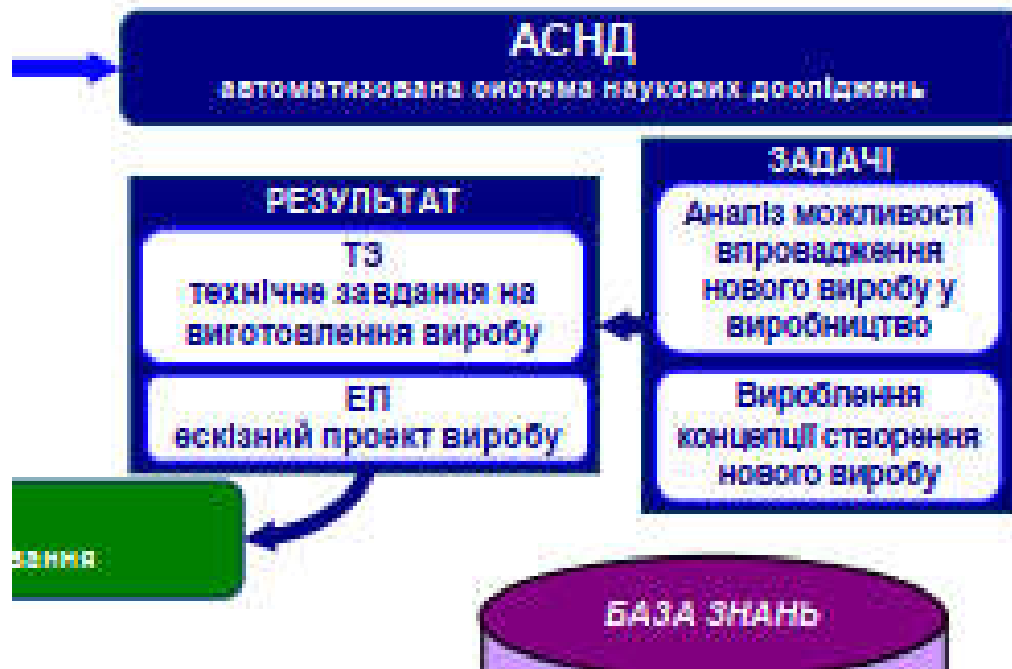 АСНД
автоматизована система наукових досліджень
РЕЗУЛЬТАТ
ТЗ
технічне завдання на
виготовлення виробу
ЕП
ескізний проект виробу
ЗАДАЧІ
Аналіз можливості
впровадження
нового виробу у
виробництво
Вироблення
концепції створення
нового виробу
вання
БАЗА ЗНАНЬ